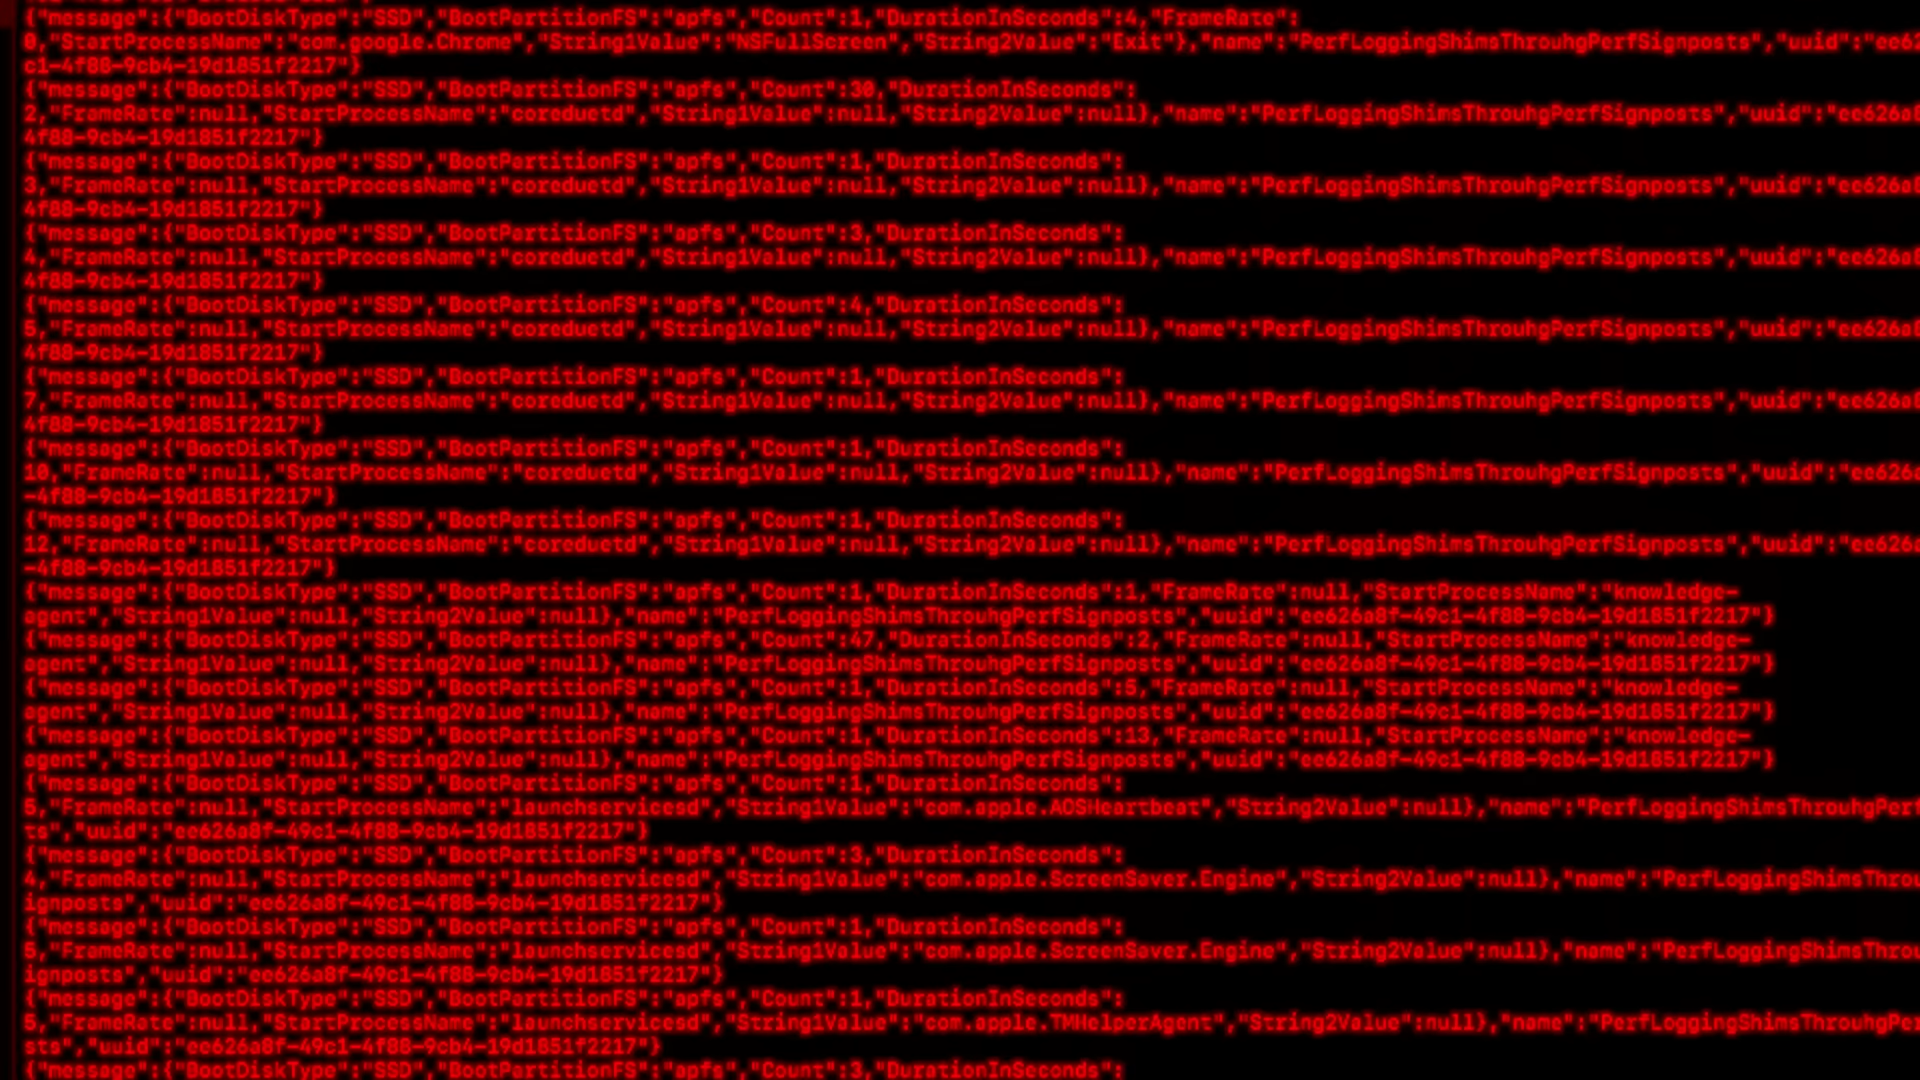 {"message":{"BootDiskType":"SSD","BootPartitionFS":"apfs","Count":1,"DurationInSeconds":4,"FrameRate":
0,"StartProcessName":"com.google.Chrome","String1Value":"NSFullScreen","String2Value":"Exit"},"name":"PerfLoggingShimsThrouhgPerfSignposts","uuid":"ee62
c1-4f88-9cb4-19d1851f2217"}
{"message":{"BootDiskType":"SSD","BootPartitionFS":"apfs","Count":30,"DurationInSeconds":
2,"FrameRate":null,"StartProcessName":"coreduetd","String1Value":null,"String2Value":null},"name":"PerfLoggingShimsThrouhgPerfSignposts","uuid":"ee626a8
4f88-9cb4-19d1851f2217"}
{"message":{"BootDiskType":"SSD","BootPartitionFS":"apfs","Count":1,"DurationInSeconds":
3,"FrameRate":null,"StartProcessName":"coreduetd","String1Value":null,"String2Value":null},"name":"PerfLoggingShimsThrouhgPerfSignposts","uuid":"ee626a8
4f88-9cb4-19d1851f2217"}
{"message":{"BootDiskType":"SSD","BootPartitionFS":"apfs","Count":3,"DurationInSeconds":
4,"FrameRate":null,"StartProcessName":"coreduetd","String1Value":null,"String2Value":null},"name":"PerfLoggingShimsThrouhgPerfSignposts","uuid":"ee626a8
4f88-9cb4-19d1851f2217"}
{"message":{"BootDiskType":"SSD","BootPartitionFS":"apfs","Count":4,"DurationInSeconds":
5,"FrameRate":null,"StartProcessName":"coreduetd","String1Value":null,"String2Value":null},"name":"PerfLoggingShimsThrouhgPerfSignposts","uuid":"ee626a8
4f88-9cb4-19d1851f2217"}
{"message":{"BootDiskType":"SSD","BootPartitionFS":"apfs","Count":1,"DurationInSeconds":
7,"FrameRate":null,"StartProcessName":"coreduetd","String1Value":null,"String2Value":null},"name":"PerfLoggingShimsThrouhgPerfSignposts","uuid":"ee626a8
4f88-9cb4-19d1851f2217"}
{"message":{"BootDiskType":"SSD","BootPartitionFS":"apfs","Count":1,"DurationInSeconds":
10,"FrameRate":null,"StartProcessName":"coreduetd","String1Value":null,"String2Value":null},"name":"PerfLoggingShimsThrouhgPerfSignposts","uuid":"ee626a
-4f88-9cb4-19d1851f2217"}
{"message":{"BootDiskType":"SSD","BootPartitionFS":"apfs","Count":1,"DurationInSeconds":
12,"FrameRate":null,"StartProcessName":"coreduetd","String1Value":null,"String2Value":null},"name":"PerfLoggingShimsThrouhgPerfSignposts","uuid":"ee626a
-4f88-9cb4-19d1851f2217"}
{"message":{"BootDiskType":"SSD","BootPartitionFS":"apfs","Count":1,"DurationInSeconds":1,"FrameRate":null,"StartProcessName":"knowledge-
agent","String1Value":null,"String2Value":null},"name":"PerfLoggingShimsThrouhgPerfSignposts","uuid":"ee626a8f-49c1-4f88-9cb4-19d1851f2217"}
{"message":{"BootDiskType":"SSD","BootPartitionFS":"apfs","Count":47,"DurationInSeconds":2,"FrameRate":null,"StartProcessName":"knowledge-
agent","String1Value":null,"String2Value":null},"name":"PerfLoggingShimsThrouhgPerfSignposts","uuid":"ee626a8f-49c1-4f88-9cb4-19d1851f2217"}
{"message":{"BootDiskType":"SSD","BootPartitionFS":"apfs","Count":1,"DurationInSeconds":5,"FrameRate":null,"StartProcessName":"knowledge-
agent","String1Value":null,"String2Value":null},"name":"PerfLoggingShimsThrouhgPerfSignposts","uuid":"ee626a8f-49c1-4f88-9cb4-19d1851f2217"}
{"message":{"BootDiskType":"SSD","BootPartitionFS":"apfs","Count":1,"DurationInSeconds":13,"FrameRate":null,"StartProcessName":"knowledge-
agent","String1Value":null,"String2Value":null},"name":"PerfLoggingShimsThrouhgPerfSignposts","uuid":"ee626a8f-49c1-4f88-9cb4-19d1851f2217"}
{"message":{"BootDiskType":"SSD","BootPartitionFS":"apfs","Count":1,"DurationInSeconds":
5,"FrameRate":null,"StartProcessName":"launchservicesd","String1Value":"com.apple.AOSHeartbeat","String2Value":null},"name":"PerfLoggingShimsThrouhgPerf
ts","uuid":"ee626a8f-49c1-4f88-9cb4-19d1851f2217"}
{"message":{"BootDiskType":"SSD","BootPartitionFS":"apfs","Count":3,"DurationInSeconds":
4,"FrameRate":null,"StartProcessName":"launchservicesd","String1Value":"com.apple.ScreenSaver.Engine","String2Value":null},"name":"PerfLoggingShimsThrou
ignposts","uuid":"ee626a8f-49c1-4f88-9cb4-19d1851f2217"}
{"message":{"BootDiskType":"SSD","BootPartitionFS":"apfs","Count":1,"DurationInSeconds":
5,"FrameRate":null,"StartProcessName":"launchservicesd","String1Value":"com.apple.ScreenSaver.Engine","String2Value":null},"name":"PerfLoggingShimsThrou
ignposts","uuid":"ee626a8f-49c1-4f88-9cb4-19d1851f2217"}
{"message":{"BootDiskType":"SSD","BootPartitionFS":"apfs","Count":1,"DurationInSeconds":
5,"FrameRate":null,"StartProcessName":"launchservicesd","String1Value":"com.apple.TMHelperAgent","String2Value":null},"name":"PerfLoggingShimsThrouhgPer
sts","uuid":"ee626a8f-49c1-4f88-9cb4-19d1851f2217"}
{"message":{"BootDiskType":"SSD","BootPartitionFS":"apfs","Count":3,"DurationInSeconds":